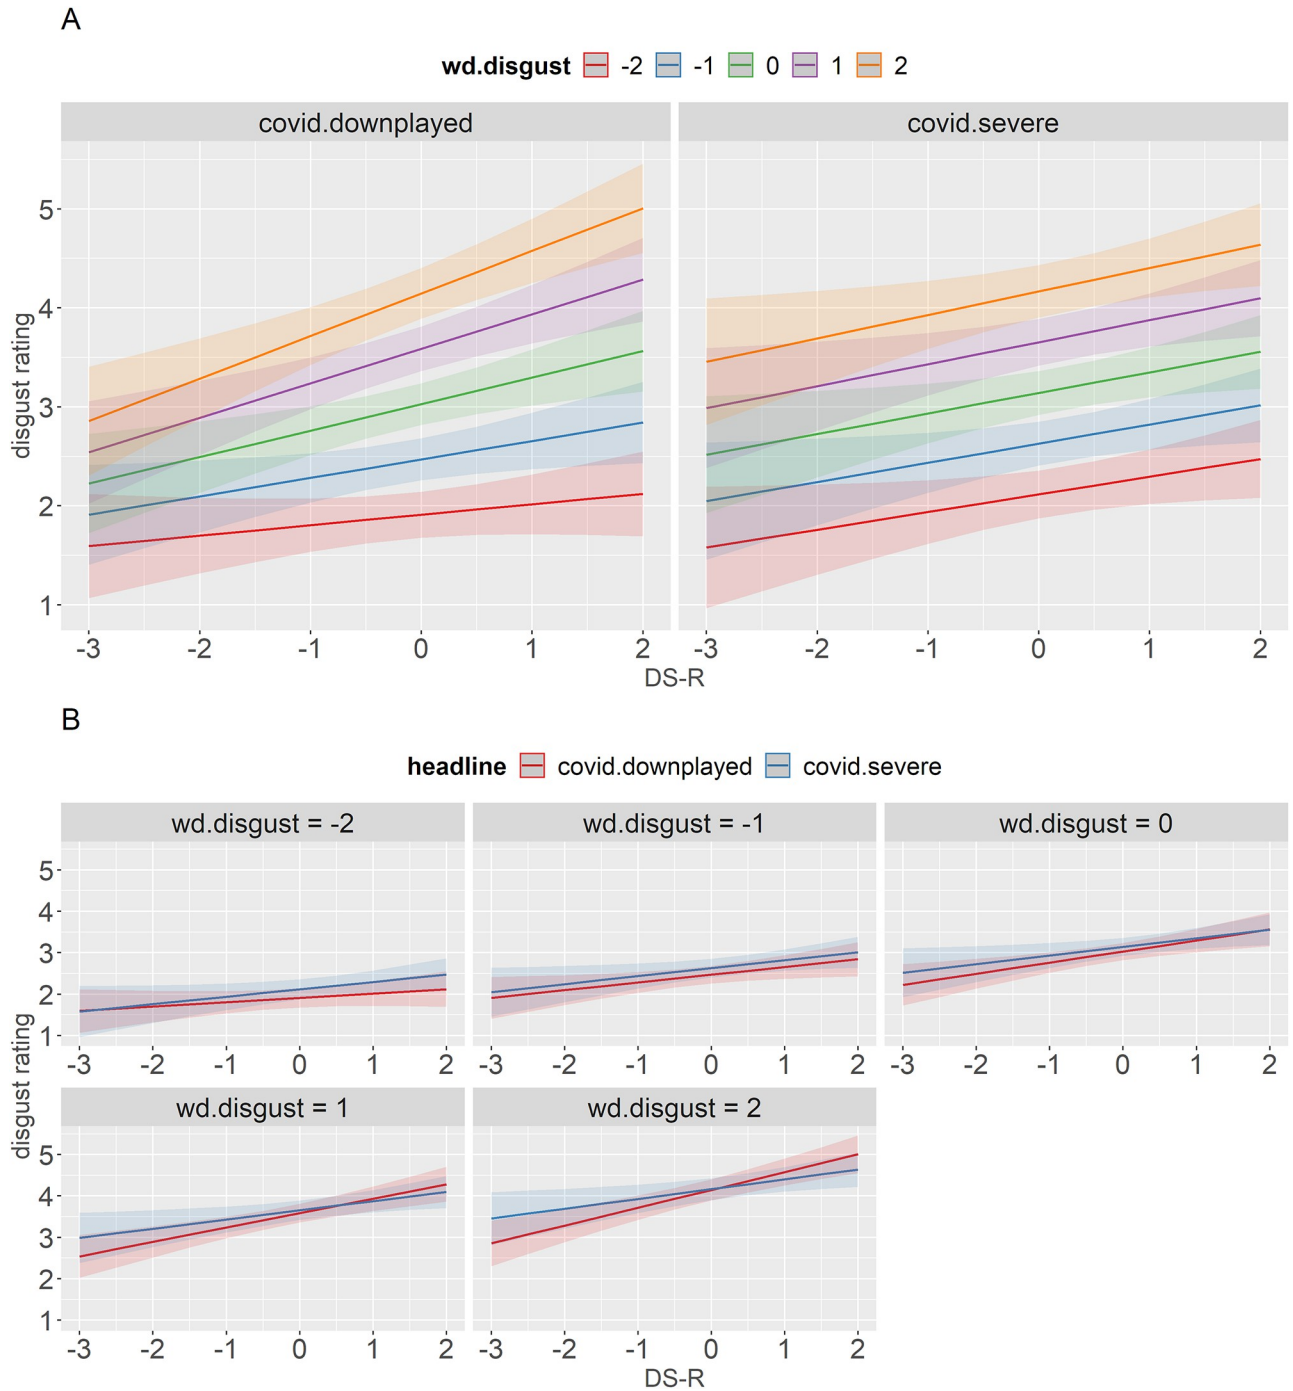 A
wd.disgust -2 -1 0 1 2
covid.downplayed covid.severe
disgust rating
5
4
3
2
1
-3 -2 -1 0 1 2 -3 -2 -1 0 1 2
DS-R
B
headline covid.downplayed covid.severe
wd.disgust = -2 wd.disgust = -1 wd.disgust = 0
5
4
3
2
1
-3 -2 -1 0 1 2 -3 -2 -1 0 1 2 -3 -2 -1 0 1 2
disgust rating
wd.disgust = 1 wd.disgust = 2
5
4
3
2
1
-3 -2 -1 0 1 2 -3 -2 -1 0 1 2
DS-R